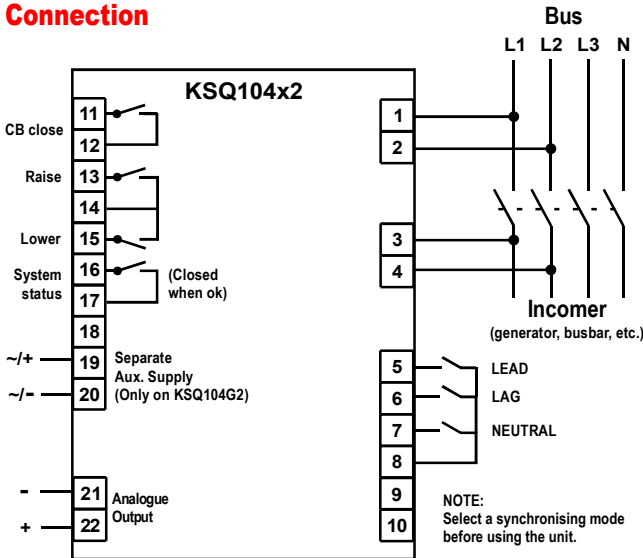 Connection
Bus
L1 L2 L3 N
KSQ104x2
CB close
11
12
Raise
13
14
Lower
15
System
status
16
17
(Closed
when ok)
18
~/+
19
~/-
20
Separate
Aux. Supply
(Only on KSQ104G2)
-
21
+
22
Analogue
Output
1
2
3
4
Incomer
(generator, busbar, etc.)
5
LEAD
6
LAG
7
NEUTRAL
8
9
10
NOTE:
Select a synchronising mode
before using the unit.